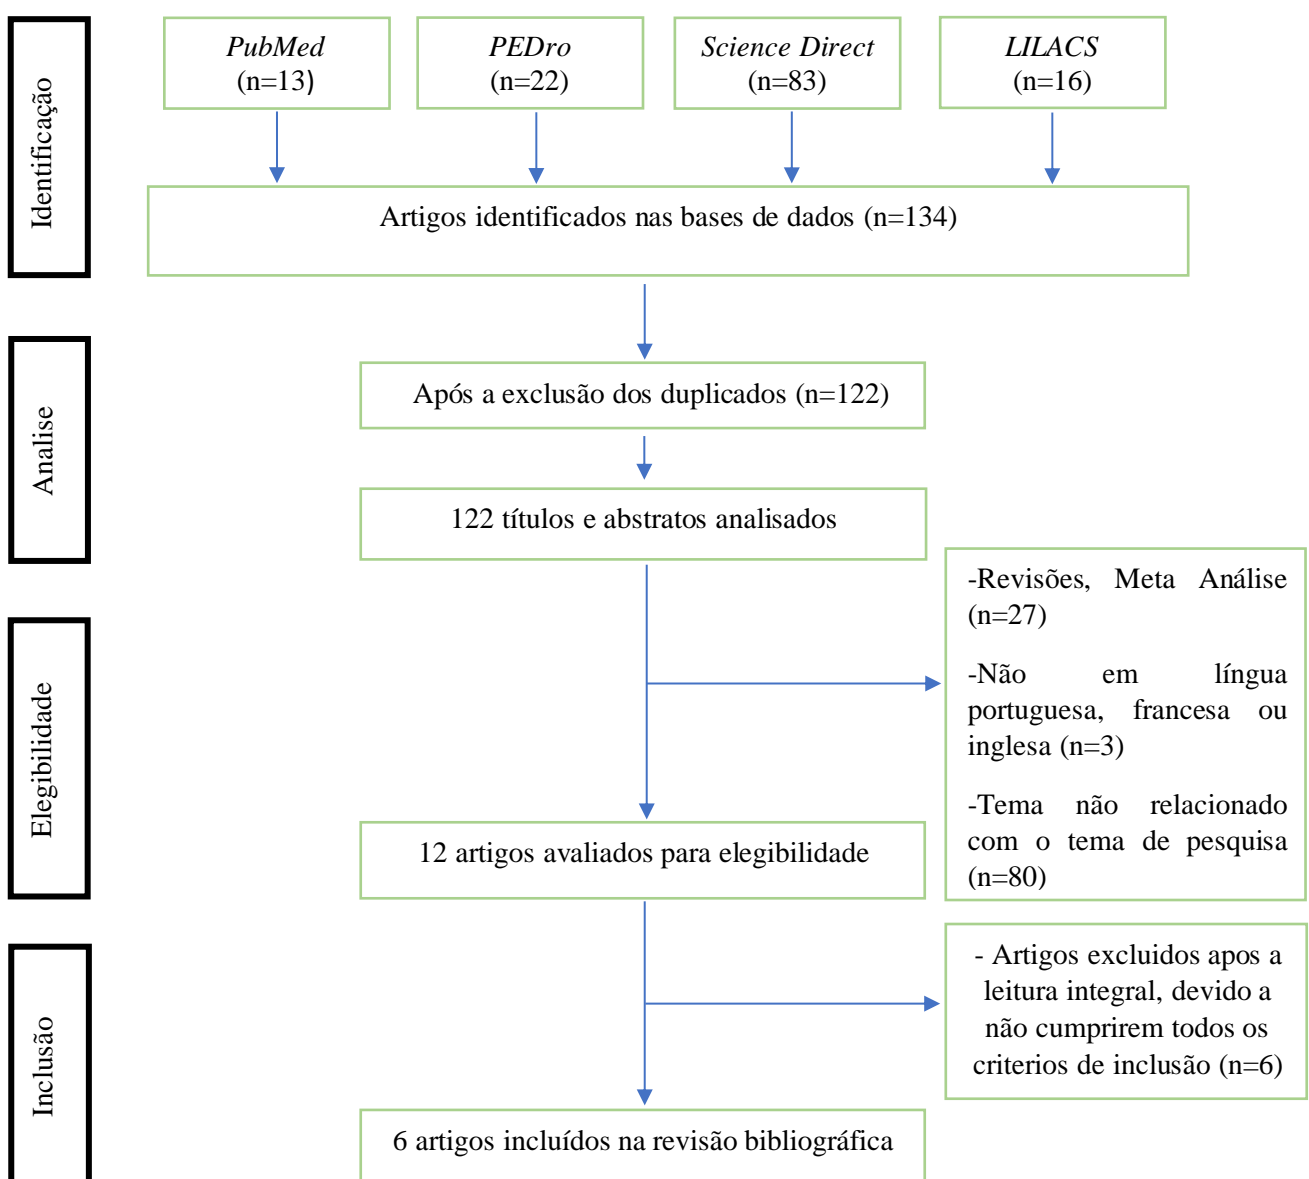 Identificação
PubMed
(n=13)
PEDro
(n=22)
Science Direct
(n=83)
LILACS
(n=16)
Artigos identificados nas bases de dados (n=134)
Analise
Após a exclusão dos duplicados (n=122)
122 títulos e abstratos analisados
Elegibilidade
-Revisões, Meta Análise
(n=27)
-Não em língua
portuguesa, francesa ou
inglesa (n=3)
-Tema não relacionado
com o tema de pesquisa
(n=80)
12 artigos avaliados para elegibilidade
Inclusão
- Artigos excluidos apos a
leitura integral, devido a
não cumprirem todos os
criterios de inclusão (n=6)
6 artigos incluídos na revisão bibliográfica